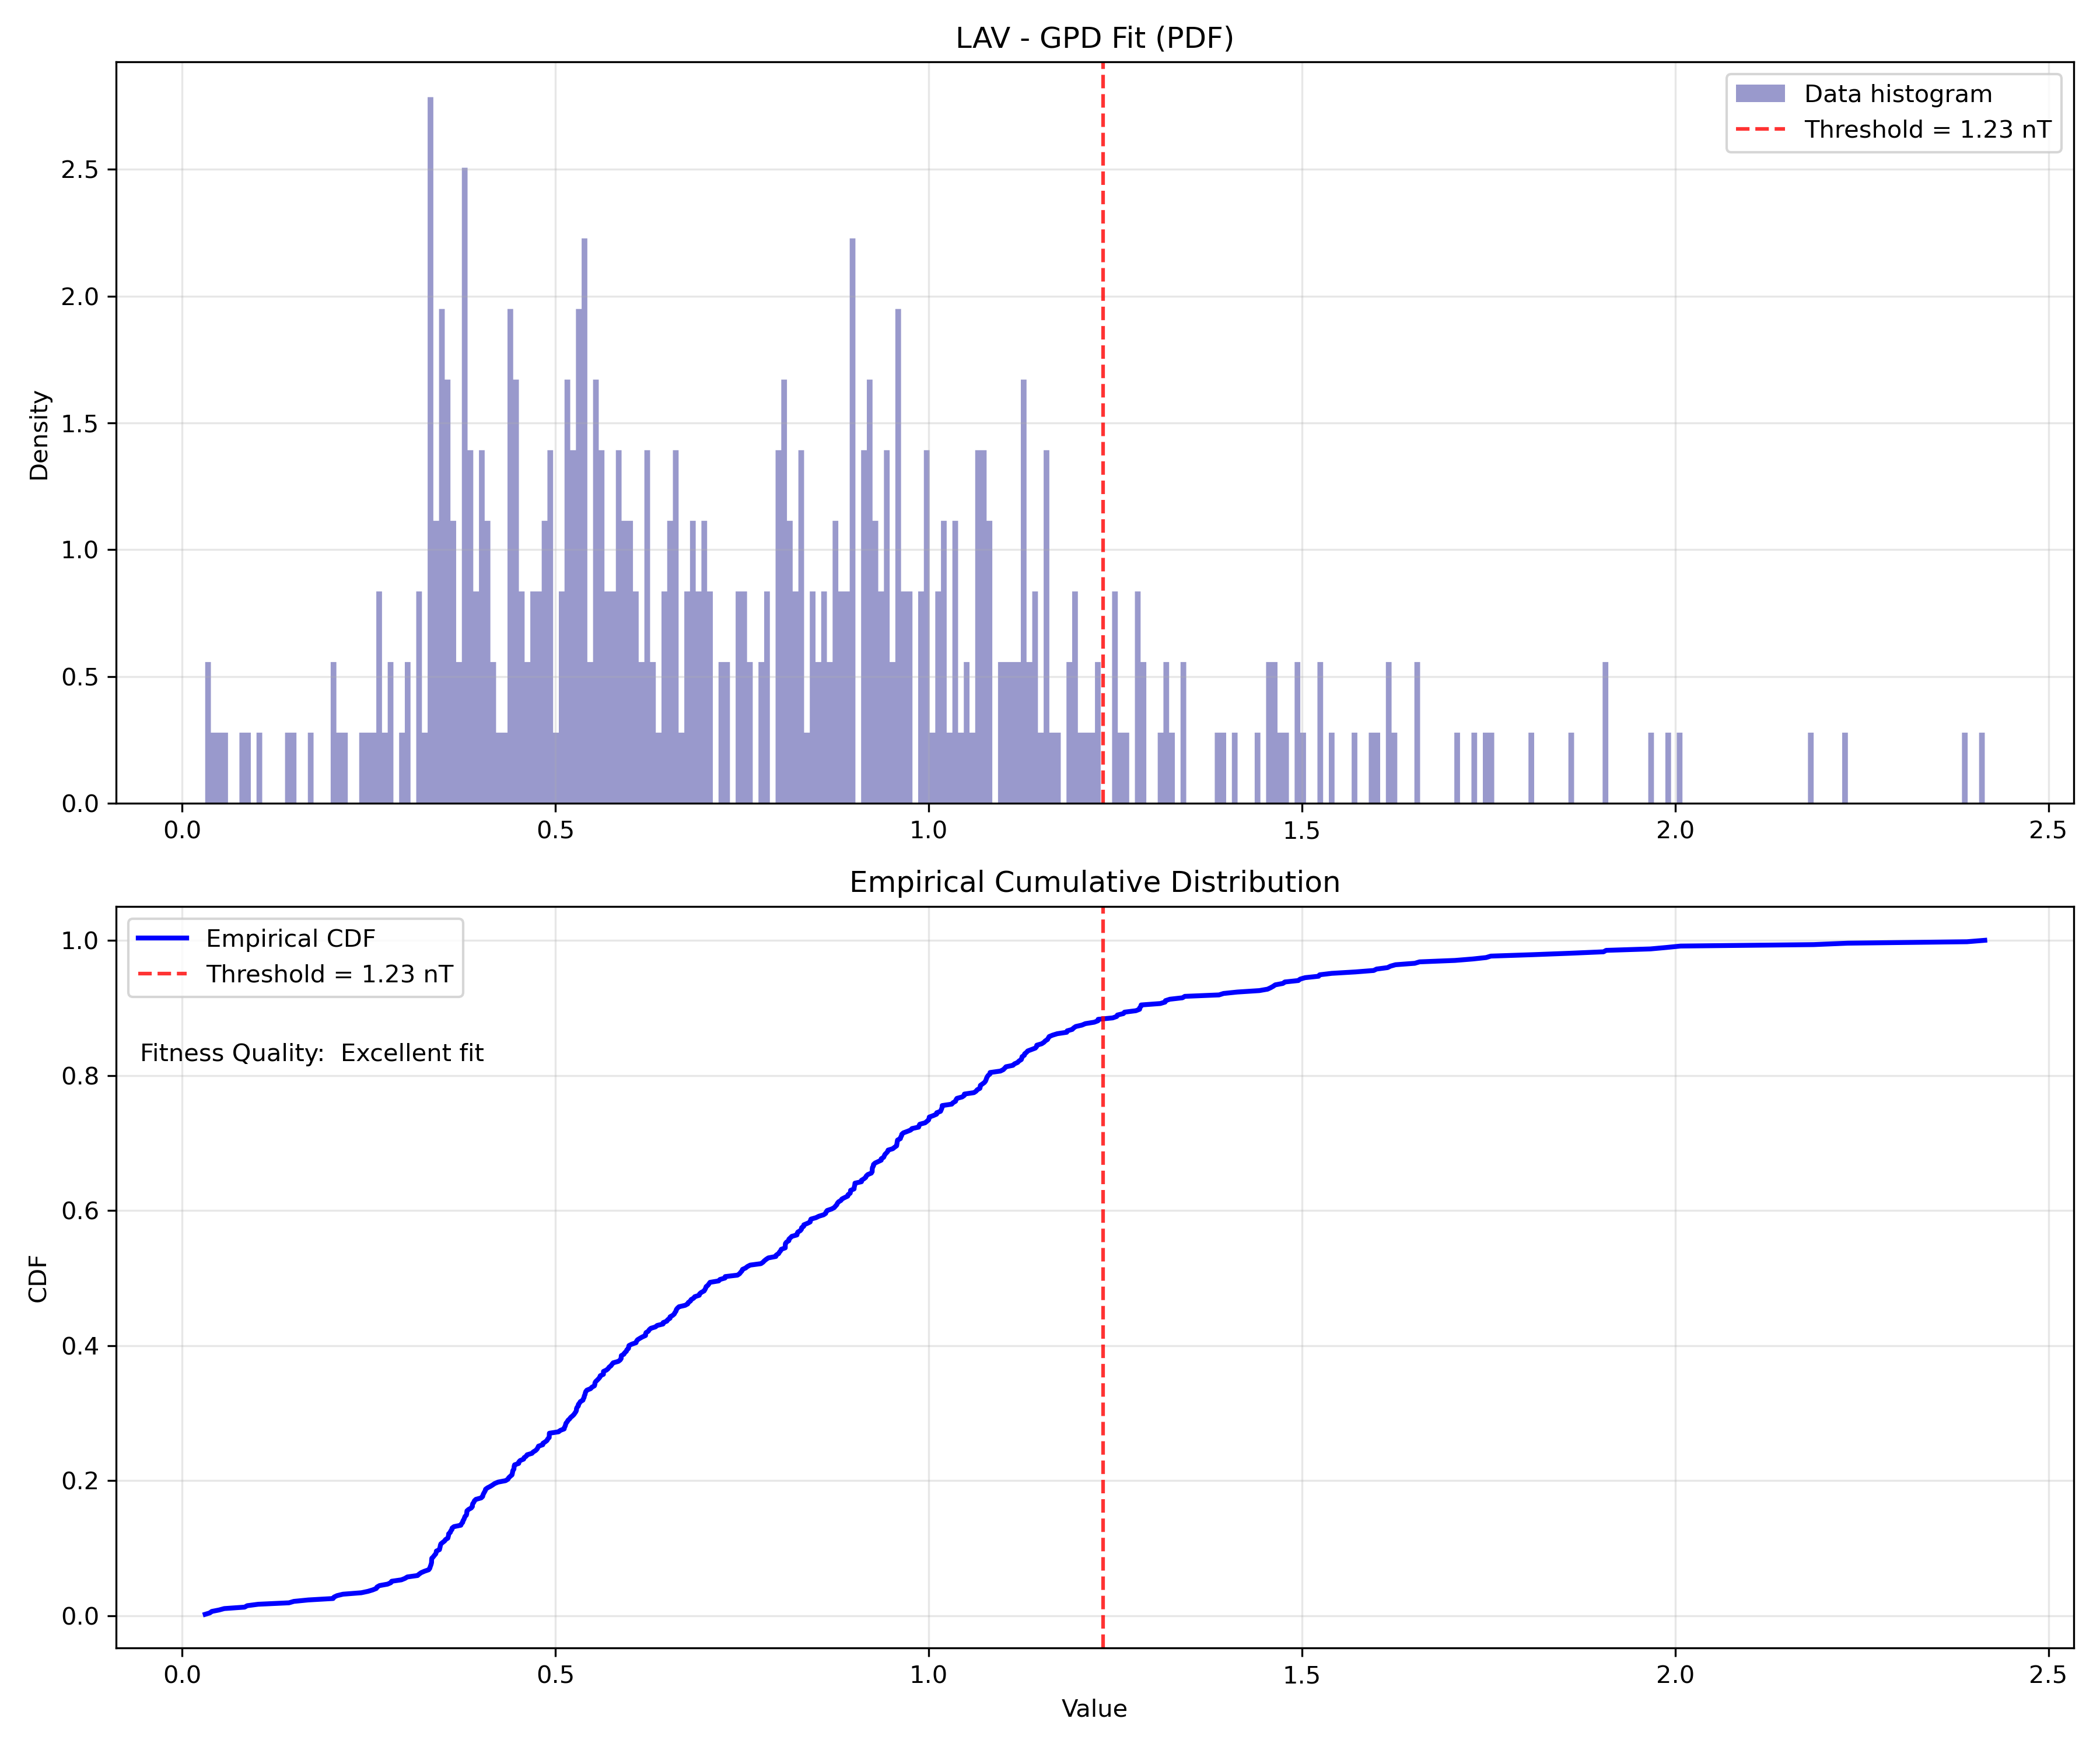 LAV - GPD Fit (PDF)
Data histogram
Threshold = 1.23 nT
Density
2.5
2.0
1.5
1.0
0.5
0.0
0.0 0.5 1.0 1.5 2.0 2.5
Empirical Cumulative Distribution
Empirical CDF
Threshold = 1.23 nT
Fitness Quality:  Excellent fit
CDF
1.0
0.8
0.6
0.4
0.2
0.0
0.0 0.5 1.0 1.5 2.0 2.5
Value